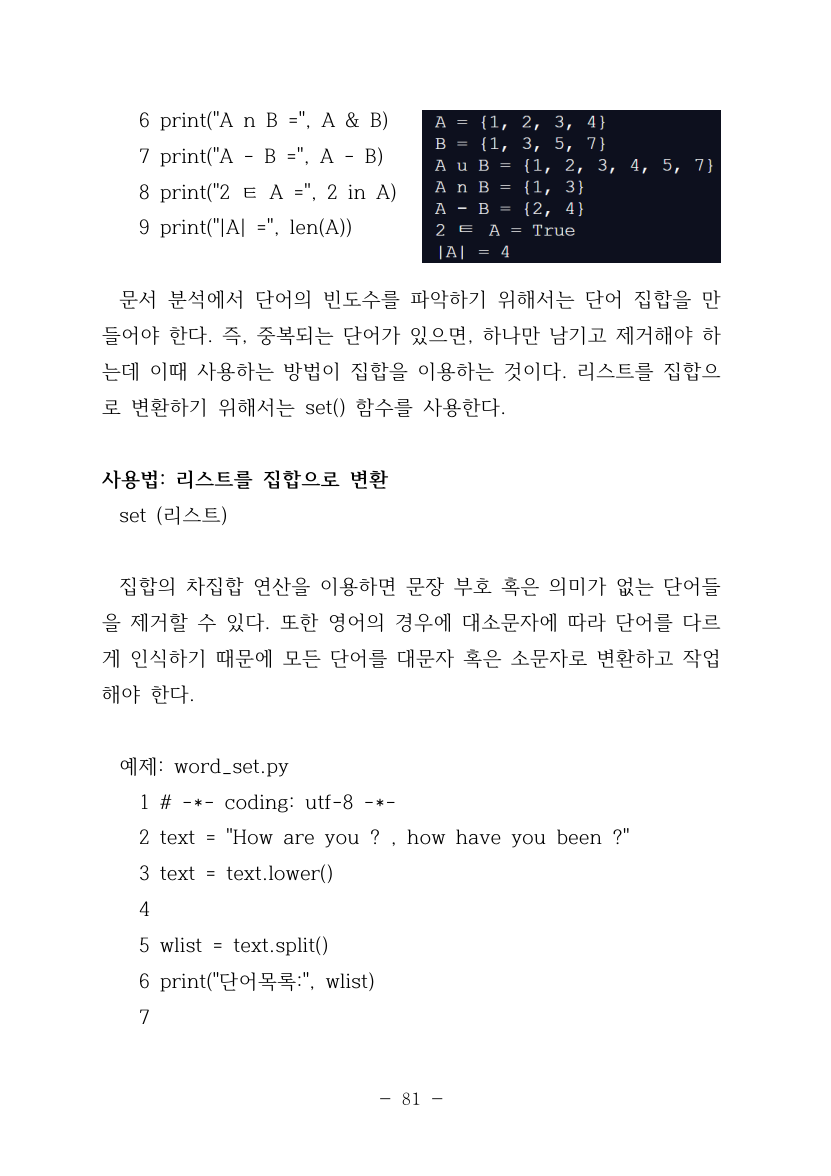 6 print("A n B =", A & B)
7 print("A - B =", A - B)
8 print("2 ㅌ A =", 2 in A)
9 print("|A| =", len(A))
A = {1, 2, 3, 4}
B = {1, 3, 5, 7}
A u B = {1, 2, 3, 4, 5, 7}
A n B = {1, 3}
A - B = {2, 4}
2 ㅌ A = True
|A| = 4
문서 분석에서 단어의 빈도수를 파악하기 위해서는 단어 집합을 만
들어야 한다. 즉, 중복되는 단어가 있으면, 하나만 남기고 제거해야 하
는데 이때 사용하는 방법이 집합을 이용하는 것이다. 리스트를 집합으
로 변환하기 위해서는 set() 함수를 사용한다.
사용법: 리스트를 집합으로 변환
set (리스트)
집합의 차집합 연산을 이용하면 문장 부호 혹은 의미가 없는 단어들
을 제거할 수 있다. 또한 영어의 경우에 대소문자에 따라 단어를 다르
게 인식하기 때문에 모든 단어를 대문자 혹은 소문자로 변환하고 작업
해야 한다.
예제: word_set.py
1 # -*- coding: utf-8 -*-
2 text = "How are you ? , how have you been ?"
3 text = text.lower()
4
5 wlist = text.split()
6 print("단어목록:", wlist)
7
- 81 -